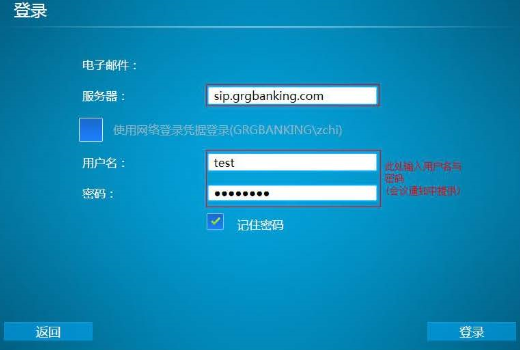 登录
电子邮件：
服务器：
sip.grgbanking.com
使用网络登录凭据登录(GRGBANKING\zchi)
用户名：
test
此处输入用户名与
密码
(会议通知中提供)
密码：
●●●●●●●●
记住密码
返回
登录